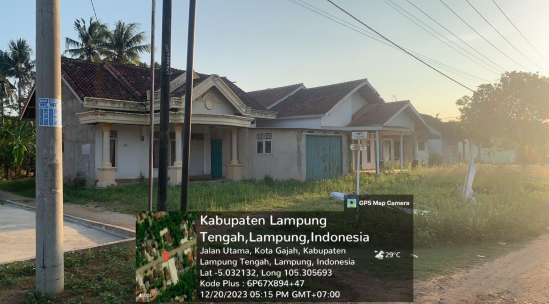 GPS Map Camera
Kabupaten Lampung
Tengah,Lampung,Indonesia
Jalan Utama, Kota Gajah, Kabupaten
Lampung Tengah, Lampung, Indonesia
Lat -5.032132, Long 105.305693
Kode Plus : 6P67X894+47
12/20/2023 05:15 PM GMT+07:00
29°C